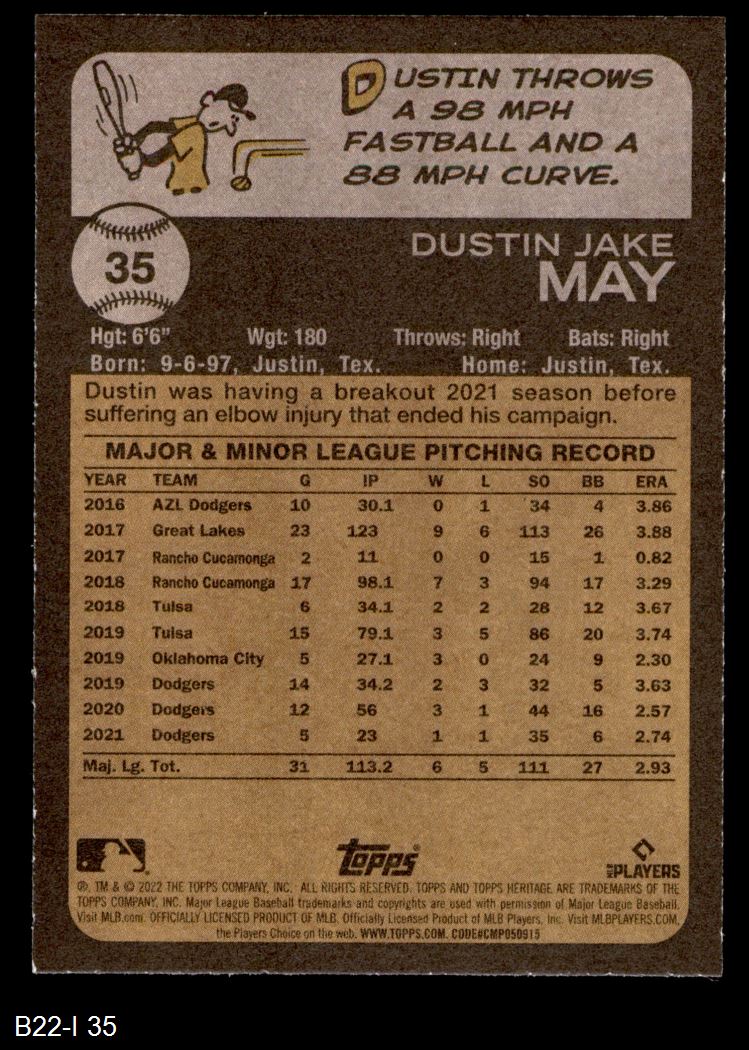 DUSTIN THROWS
A 98 MPH
FASTBALL AND A
88 MPH CURVE.
35
DUSTIN JAKE
MAY
Hgt: 6'6" Wgt: 180 Throws: Right Bats: Right
Born: 9-6-97, Justin, Tex. Home: Justin, Tex.
Dustin was having a breakout 2021 season before
suffering an elbow injury that ended his campaign.
MAJOR & MINOR LEAGUE PITCHING RECORD
YEAR TEAM G IP W L SO BB ERA
2016 AZL Dodgers 10 30.1 0 1 34 4 3.86
2017 Great Lakes 23 123 9 6 113 26 3.88
2017 Rancho Cucamonga 2 11 0 0 15 1 0.82
2018 Rancho Cucamonga 17 98.1 7 3 94 17 3.29
2018 Tulsa 6 34.1 2 2 28 12 3.67
2019 Tulsa 15 79.1 3 5 86 20 3.74
2019 Oklahoma City 5 27.1 3 0 24 9 2.30
2019 Dodgers 14 34.2 2 3 32 5 3.63
2020 Dodgers 12 56 3 1 44 16 2.57
2021 Dodgers 5 23 1 1 35 6 2.74
Maj. Lg. Tot. 31 113.2 6 5 111 27 2.93
Topps
MLB PLAYERS
®, TM & © 2022 THE TOPPS COMPANY, INC. ALL RIGHTS RESERVED. TOPPS AND TOPPS HERITAGE ARE TRADEMARKS OF THE
TOPPS COMPANY, INC. Major League Baseball trademarks and copyrights are used with permission of Major League Baseball.
Visit MLB.com. OFFICIALLY LICENSED PRODUCT OF MLB. Officially Licensed Product of MLB Players, Inc. Visit MLBPLAYERS.COM,
the Players Choice on the web. WWW.TOPPS.COM. CODE#CMP050915
B22-I 35